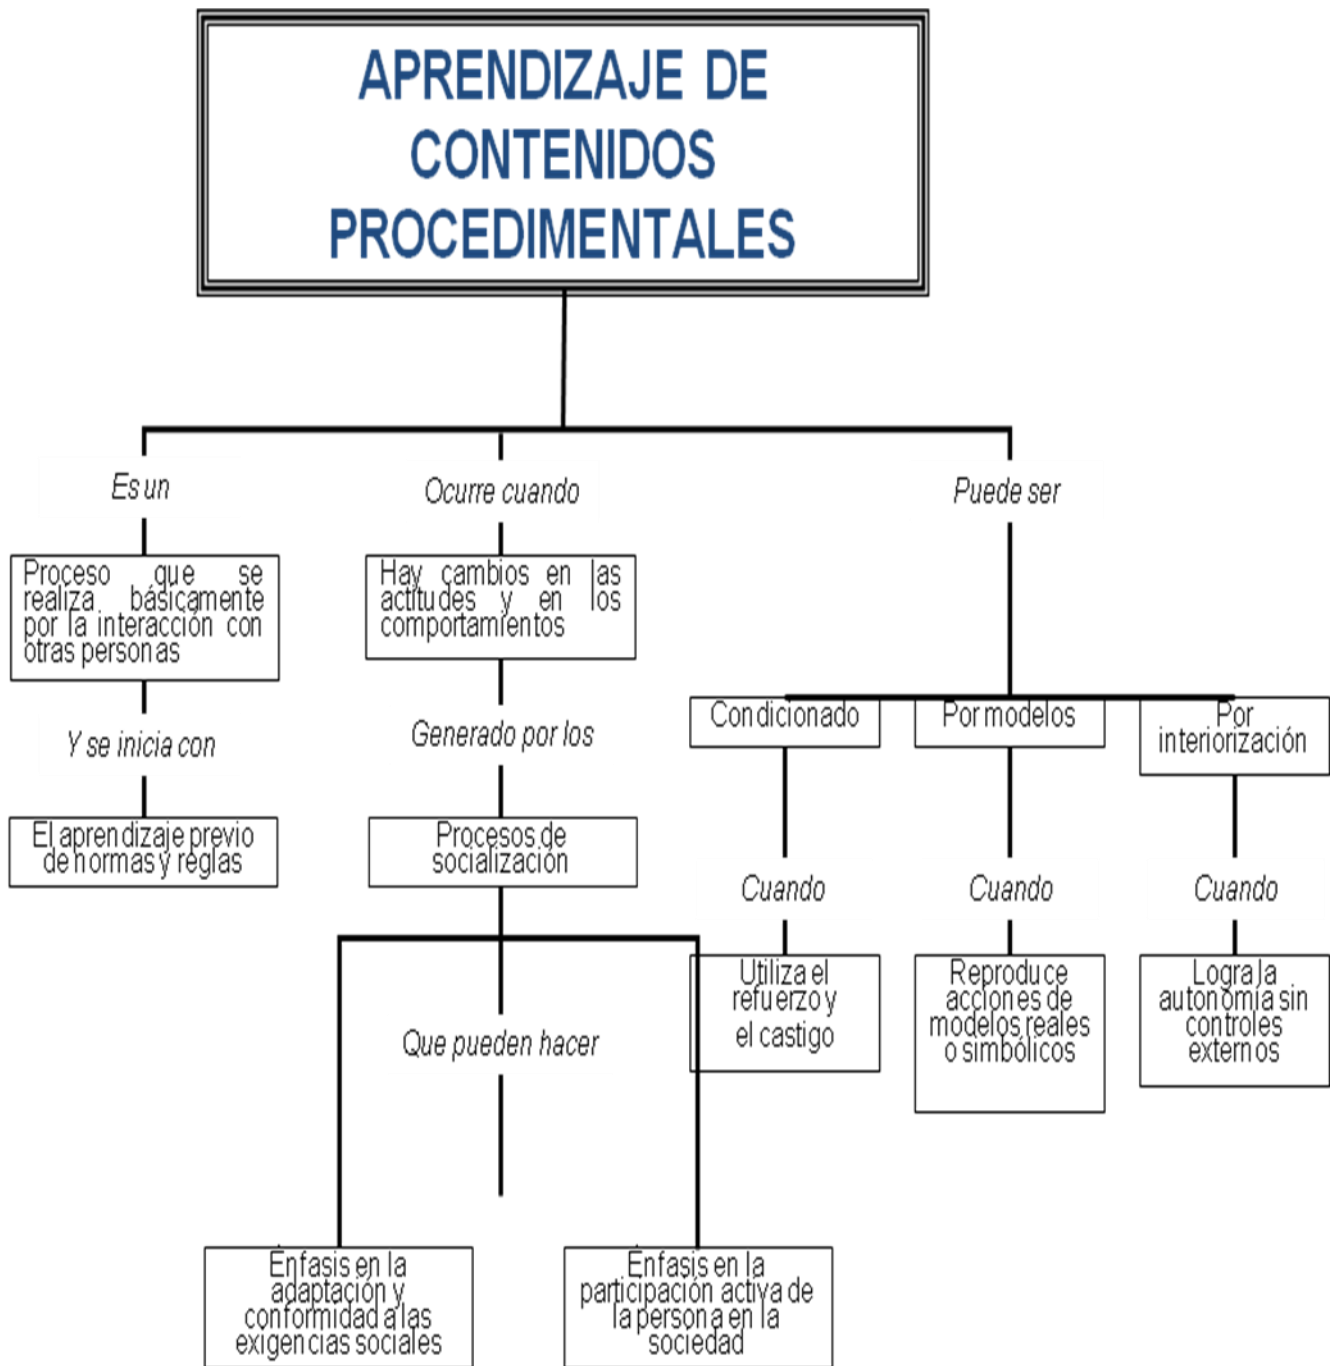 APRENDIZAJE DE
CONTENIDOS
PROCEDIMENTALES
Es un
Ocurre cuando
Puede ser
Proceso que se
realiza básicamente
por la interacción con
otras personas
Hay cambios en las
actitudes y en los
comportamientos
Y se inicia con
Generado por los
Condicionado
Por modelos
Por
interiorización
El aprendizaje previo
de normas y reglas
Procesos de
socialización
Cuando
Cuando
Cuando
Utiliza el
refuerzo y
el castigo
Reproduce
acciones de
modelos reales
o simbólicos
Logra la
autonomía sin
controles
externos
Que pueden hacer
Énfasis en la
adaptación y
conformidad a las
exigencias sociales
Énfasis en la
participación activa de
la persona en la
sociedad